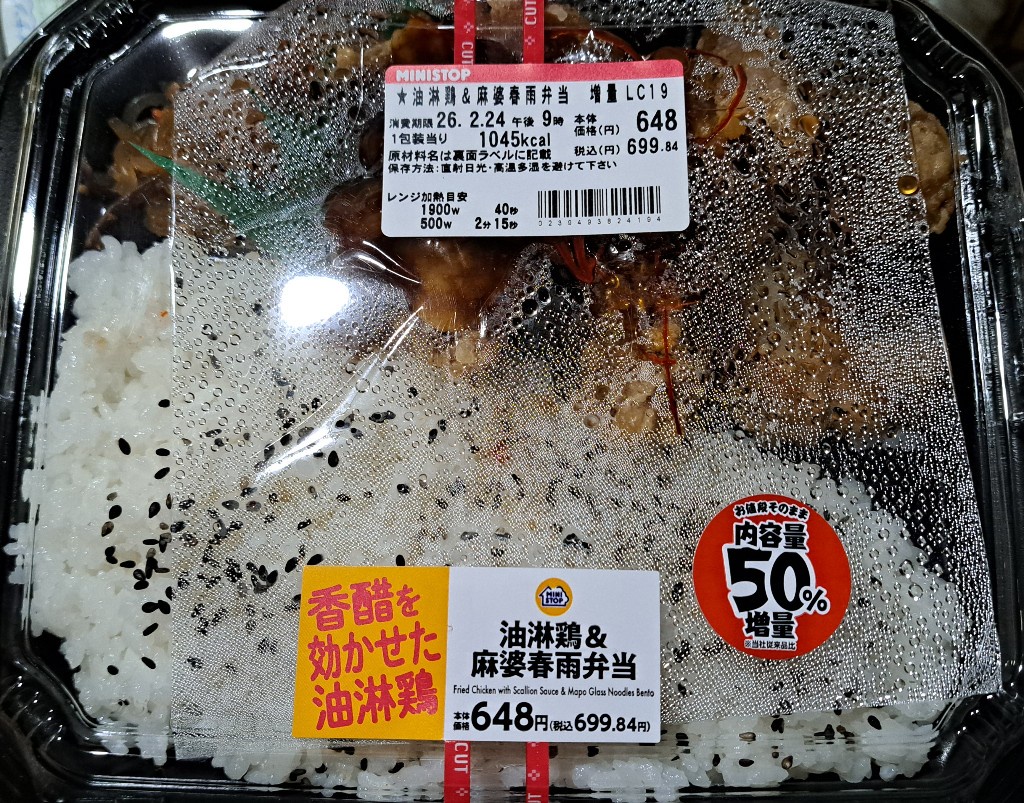 CUT
CUT
MINISTOP
★油淋鶏&麻婆春雨弁当 増量 LC19
消費期限 26. 2.24 午後 9時
本体価格(円) 648
1包装当り 1045kcal
税込(円) 699.84
原材料名は裏面ラベルに記載
保存方法:直射日光・高温多湿を避けて下さい
レンジ加熱目安
1900w 40秒
500w 2分15秒
0230493824194
お値段そのまま
内容量
50%
増量
※当社従来品比
香醋を
効かせた
油淋鶏
MINI
STOP
油淋鶏&
麻婆春雨弁当
Fried Chicken with Scallion Sauce & Mapo Glass Noodles Bento
本体価格 648円(税込699.84円)
CUT
CUT